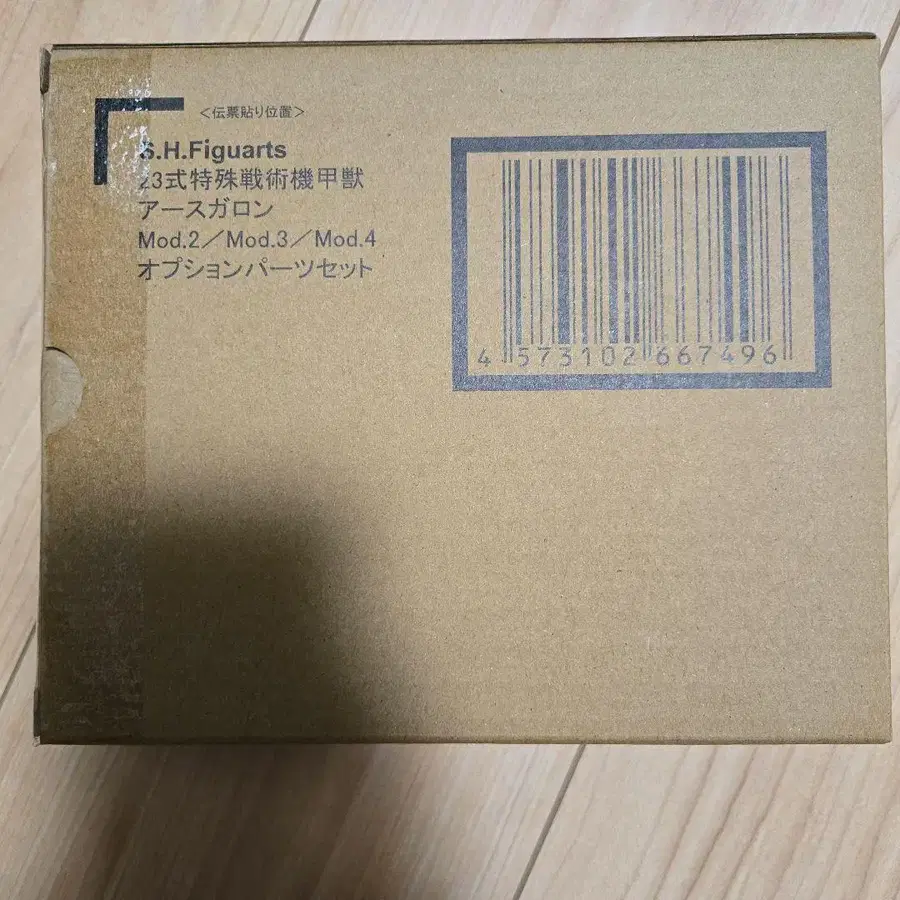 <伝票貼り位置>
S.H.Figuarts
23式特殊戦術機甲獣
アースガロン
Mod.2/Mod.3/Mod.4
オプションパーツセット
4 573102 667496